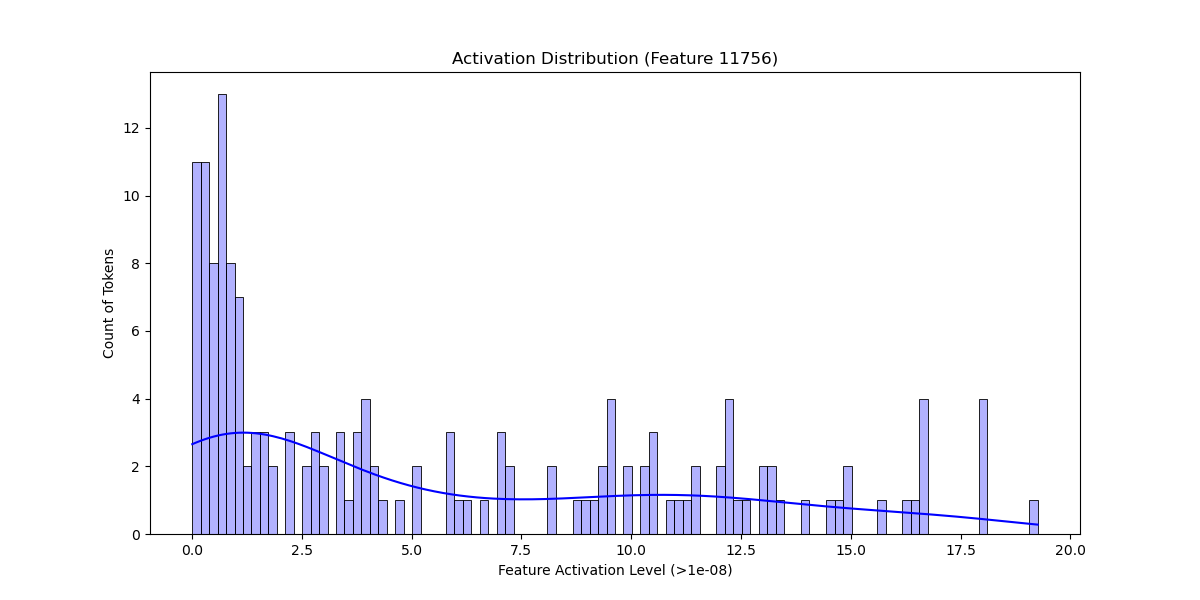 Activation Distribution (Feature 11756)
12
10
8
6
4
2
0
Count of Tokens
0.0 2.5 5.0 7.5 10.0 12.5 15.0 17.5 20.0
Feature Activation Level (>1e-08)